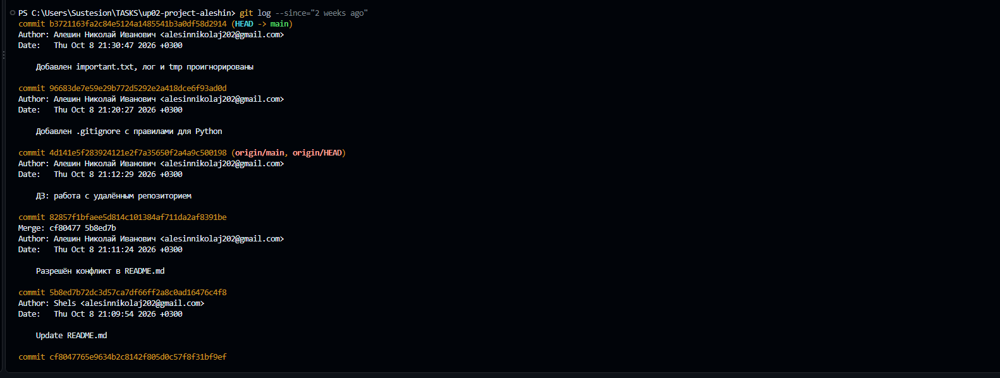 PS C:\Users\Sustesion\TASKS\up02-project-aleshin> git log --since="2 weeks ago"
commit b3721163fa2c84e5124a1485541b3a0df58d2914 (HEAD -> main)
Author: Алешин Николай Иванович <alesinnikolaj202@gmail.com>
Date:   Thu Oct 8 21:30:47 2026 +0300
Добавлен important.txt, лог и tmp проигнорированы
commit 96683de7e59e29b772d5292e2a418dce6f93ad0d
Author: Алешин Николай Иванович <alesinnikolaj202@gmail.com>
Date:   Thu Oct 8 21:20:27 2026 +0300
Добавлен .gitignore с правилами для Python
commit 4d141e5f283924121e2f7a35650f2a4a9c500198 (origin/main, origin/HEAD)
Author: Алешин Николай Иванович <alesinnikolaj202@gmail.com>
Date:   Thu Oct 8 21:12:29 2026 +0300
ДЗ: работа с удалённым репозиторием
commit 82857f1bfaee5d814c101384af711da2af8391be
Merge: cf80477 5b8ed7b
Author: Алешин Николай Иванович <alesinnikolaj202@gmail.com>
Date:   Thu Oct 8 21:11:24 2026 +0300
Разрешён конфликт в README.md
commit 5b8ed7b72dc3d57ca7df66ff2a8c0ad16476c4f8
Author: Shels <alesinnikolaj202@gmail.com>
Date:   Thu Oct 8 21:09:54 2026 +0300
Update README.md
commit cf8047765e9634b2c8142f805d0c57f8f31bf9ef